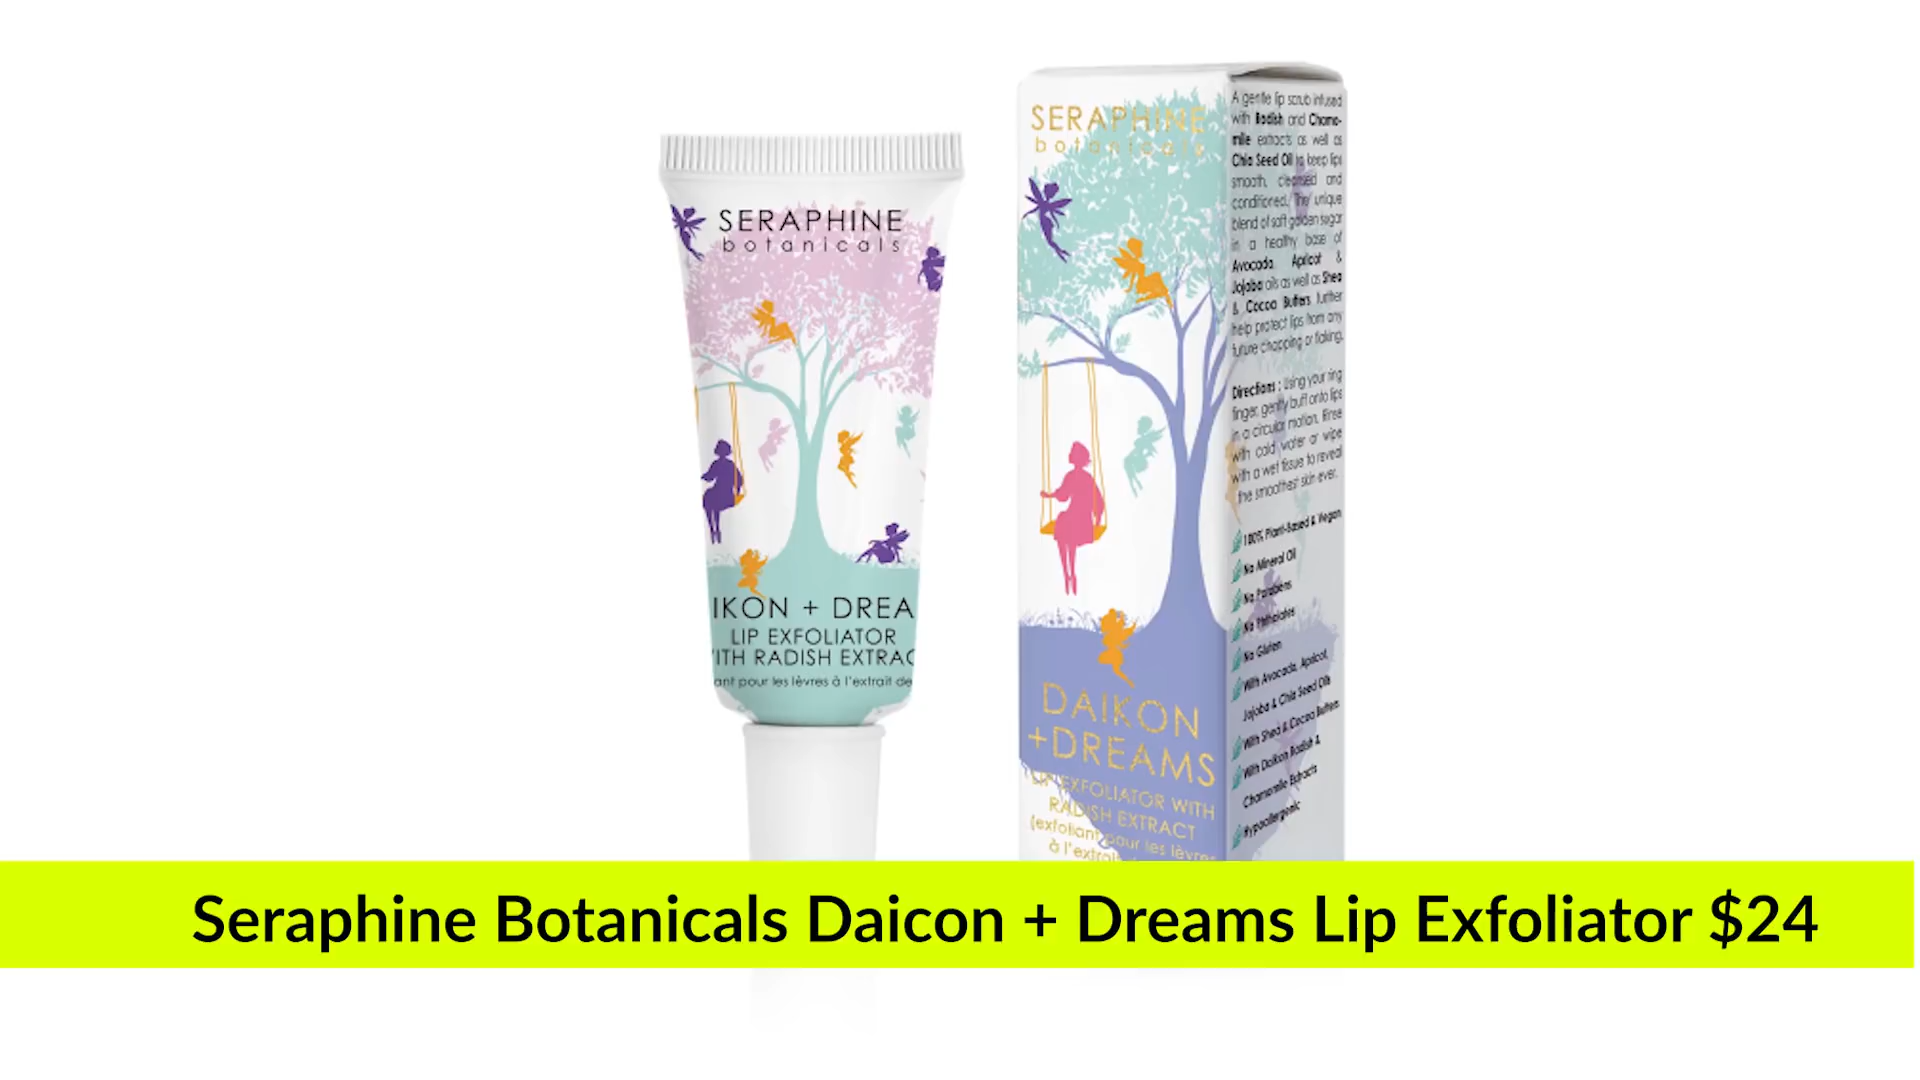 SERAPHINE
botanicals
IKON + DREA
LIP EXFOLIATOR
ITH RADISH EXTRAC
ant pour les lèvres à l'extrait de
SERAPHINE
botanicals
DAIKON
+DREAMS
LIP EXFOLIATOR WITH
RADISH EXTRACT
(exfoliant pour les lèvres
à l'extrait
A gentle lip scrub infused
with Radish and Chamo-
mile extracts as well as
Chia Seed Oil to keep lips
smooth, cleansed and
conditioned. The unique
blend of soft golden sugar
in a healthy base of
Avocado, Apricot &
Jojoba oils as well as Shea
& Cocoa Butters further
help protect lips from any
future chapping or flaking.
Directions : Using your ring
finger, gently buff onto lips
in a circular motion. Rinse
with cold water or wipe
with a wet tissue to reveal
the smoothest skin ever.
100% Plant-Based & Vegan
No Mineral Oil
No Parabens
No Phthalates
No Gluten
With Avocado, Apricot,
Jojoba & Chia Seed Oils
With Shea & Cocoa Butters
With Daikon Radish &
Chamomile Extracts
Hypoallergenic
Seraphine Botanicals Daicon + Dreams Lip Exfoliator $24